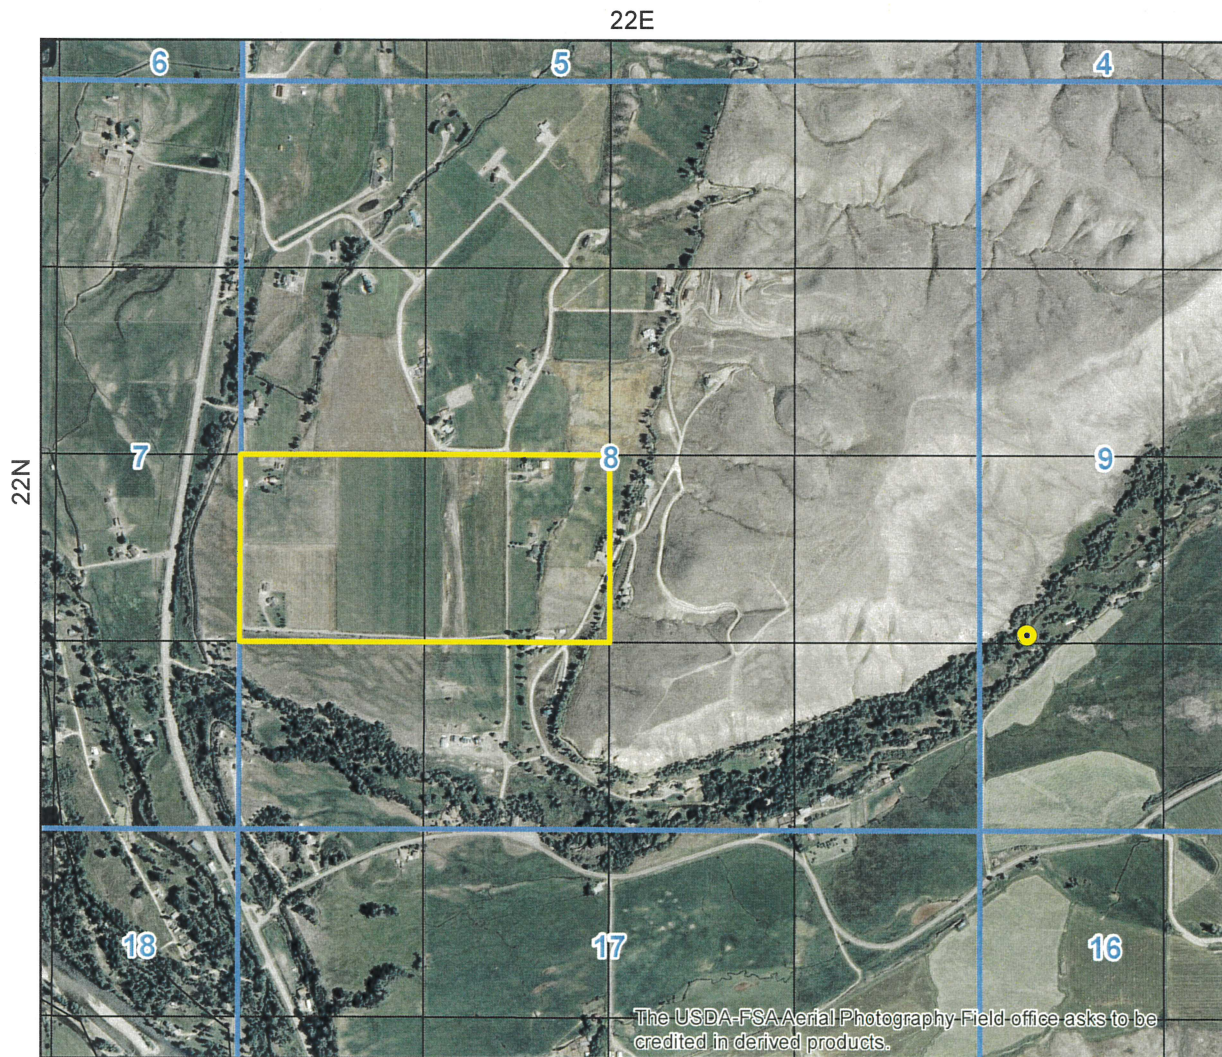 22E
6
5
4
22N
7
8
9
18
17
16
The USDA-FSA Aerial Photography Field office asks to be
credited in derived products.